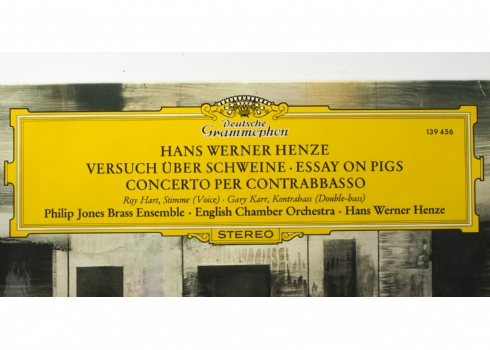 Deutsche
Grammophon
139 456
HANS WERNER HENZE
VERSUCH ÜBER SCHWEINE · ESSAY ON PIGS
CONCERTO PER CONTRABBASSO
Roy Hart, Stimme (Voice) · Gary Karr, Kontrabass (Double-bass)
Philip Jones Brass Ensemble · English Chamber Orchestra · Hans Werner Henze
STEREO